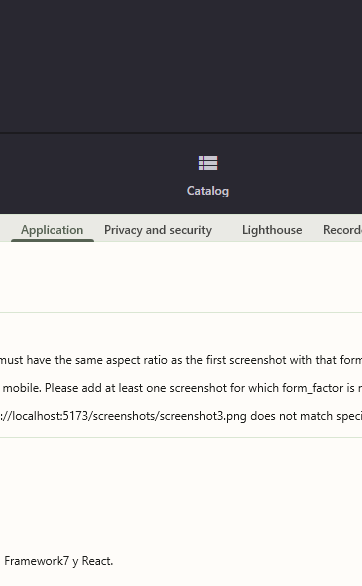 Catalog
Application Privacy and security Lighthouse Record
must have the same aspect ratio as the first screenshot with that form
mobile. Please add at least one screenshot for which form_factor is
://localhost:5173/screenshots/screenshot3.png does not match speci
Framework7 y React.